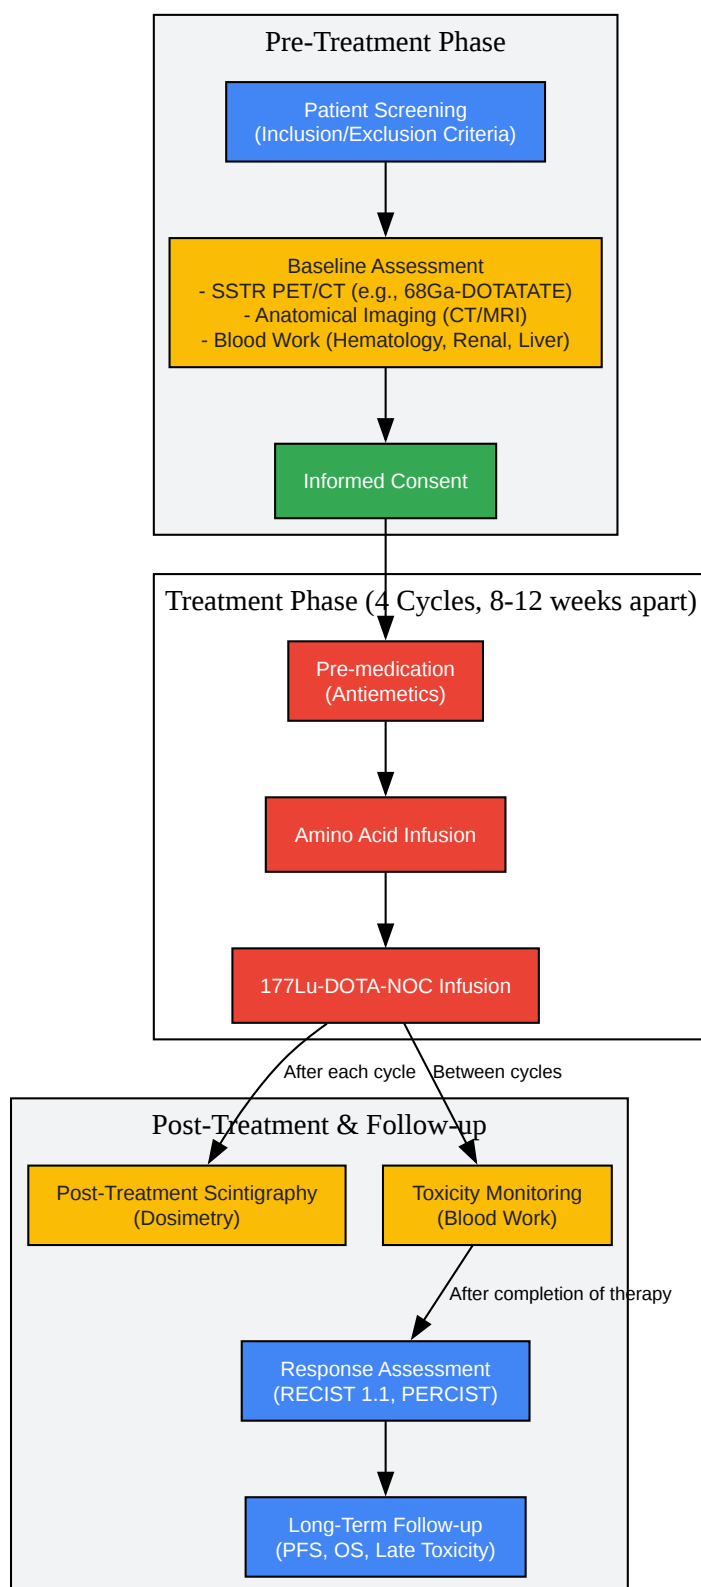 Pre-Treatment Phase
Patient Screening
(Inclusion/Exclusion Criteria)
Baseline Assessment
- SSTR PET/CT (e.g., 68Ga-DOTATATE)
- Anatomical Imaging (CT/MRI)
- Blood Work (Hematology, Renal, Liver)
Informed Consent
Treatment Phase (4 Cycles, 8-12 weeks apart)
Pre-medication
(Antiemetics)
Amino Acid Infusion
177Lu-DOTA-NOC Infusion
After each cycle
Between cycles
Post-Treatment & Follow-up
Post-Treatment Scintigraphy
(Dosimetry)
Toxicity Monitoring
(Blood Work)
After completion of therapy
Response Assessment
(RECIST 1.1, PERCIST)
Long-Term Follow-up
(PFS, OS, Late Toxicity)